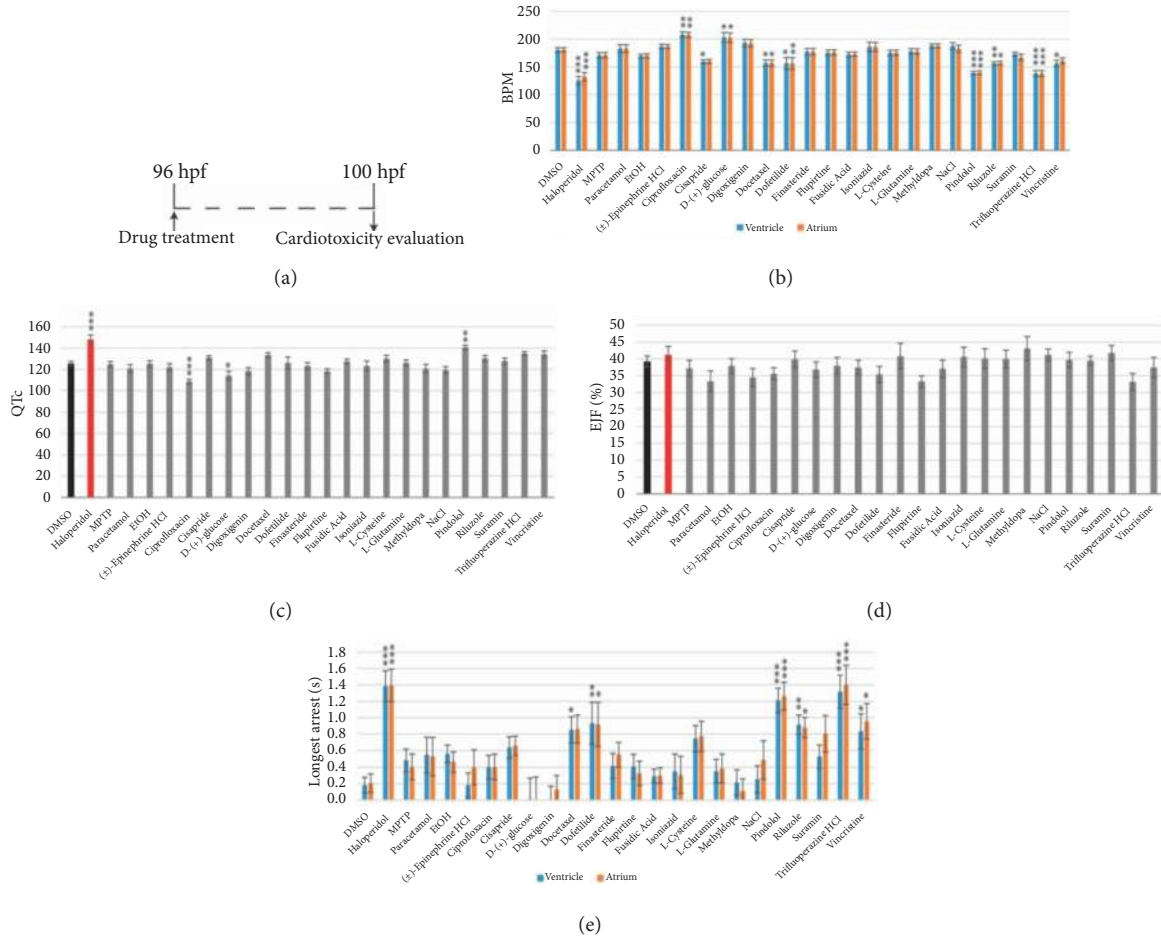 96 hpf
100 hpf
Drug treatment
Cardiotoxicity evaluation
(a)
BPM
250
200
150
100
50
0
** **
* *
*** ***
*
* *
* ***
*** ***
** *
*** ***
*
DMSO
Haloperidol
MPTP
Paracetamol
EtOH
(±)-Epinephrine HCl
Ciprofloxacin
Cisapride
D-(+)-glucose
Digoxigenin
Docetaxel
Dofetilide
Finasteride
Flupirtine
Fusidic Acid
Isoniazid
L-Cysteine
L-Glutamine
Methyldopa
NaCl
Pindolol
Riluzole
Suramin
Trifluoperazine HCl
Vincristine
Ventricle
Atrium
(b)
QTc
160
140
120
100
80
60
40
20
0
***
***
*
**
DMSO
Haloperidol
MPTP
Paracetamol
EtOH
(±)-Epinephrine HCl
Ciprofloxacin
Cisapride
D-(+)-glucose
Digoxigenin
Docetaxel
Dofetilide
Finasteride
Flupirtine
Fusidic Acid
Isoniazid
L-Cysteine
L-Glutamine
Methyldopa
NaCl
Pindolol
Riluzole
Suramin
Trifluoperazine HCl
Vincristine
(c)
EJF (%)
50
45
40
35
30
25
20
15
10
5
0
DMSO
Haloperidol
MPTP
Paracetamol
EtOH
(±)-Epinephrine HCl
Ciprofloxacin
Cisaptide
D-(+)-glucose
Digoxigenin
Docetaxel
Dofetilide
Finasteride
Flupirtine
Fusidic Acid
Isoniazid
L-Cysteine
L-Glutamine
Methyldopa
NaCl
Pindolol
Riluzole
Suramin
Trifluoperazine HCl
Vincristine
(d)
Longest arrest (s)
1.8
1.6
1.4
1.2
1.0
0.8
0.6
0.4
0.2
0.0
*** ***
*
** *
*** ***
** *
*** ***
* *
DMSO
Haloperidol
MPTP
Paracetamol
EtOH
(±)-Epinephrine HCl
Ciprofloxacin
Cisapride
D-(+)-glucose
Digoxigenin
Docetaxel
Dofetilide
Finasteride
Flupirtine
Fusidic Acid
Isoniazid
L-Cysteine
L-Glutamine
Methyldopa
NaCl
Pindolol
Riluzole
Suramin
Trifluoperazine HCl
Vincristine
Ventricle
Atrium
(e)